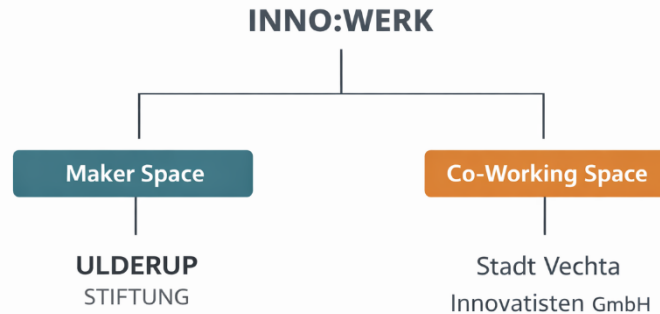 INNO:WERK
Maker Space
Co-Working Space
ULDERUP
STIFTUNG
Stadt Vechta
Innovatisten GmbH